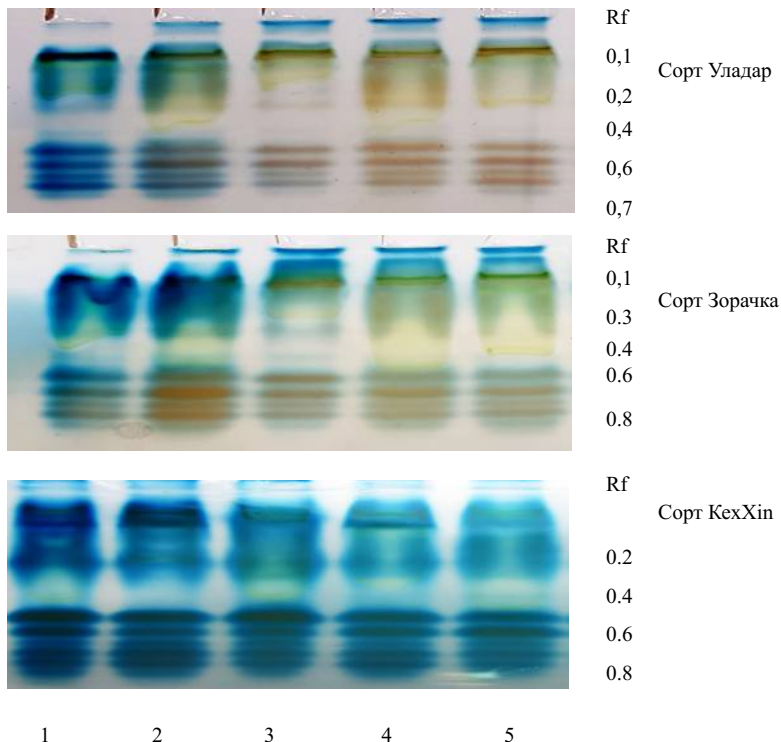 Rf
0,1
Сорт Уладар
0,2
0,4
0,6
0,7
Rf
0,1
Сорт Зорачка
0.3
0.4
0.6
0.8
Rf
Сорт КехXin
0.2
0.4
0.6
0.8
1 2 3 4 5